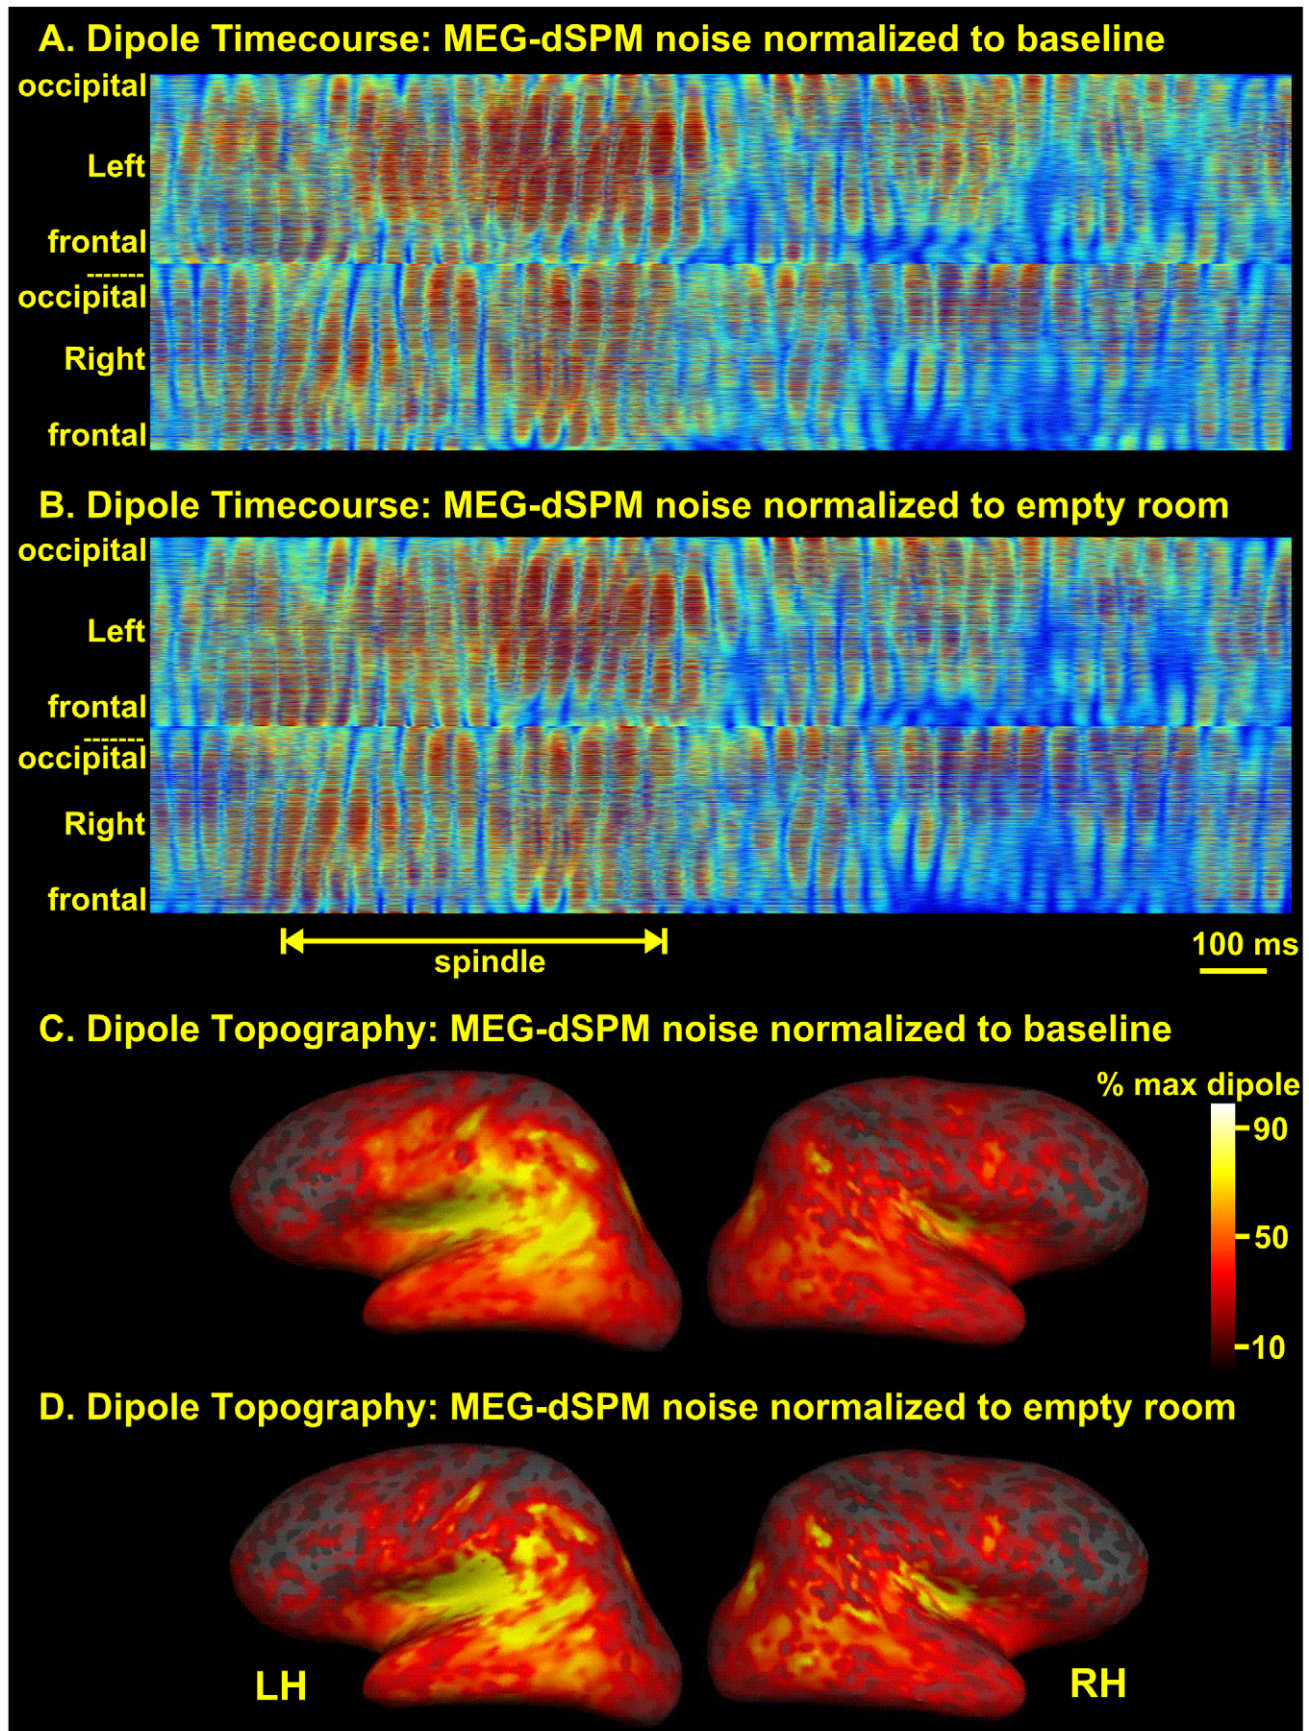 A. Dipole Timecourse: MEG-dSPM noise normalized to baseline
occipital
Left
frontal
-------
occipital
Right
frontal
B. Dipole Timecourse: MEG-dSPM noise normalized to empty room
occipital
Left
frontal
-------
occipital
Right
frontal
spindle
100 ms
C. Dipole Topography: MEG-dSPM noise normalized to baseline
% max dipole
90
50
10
D. Dipole Topography: MEG-dSPM noise normalized to empty room
LH
RH